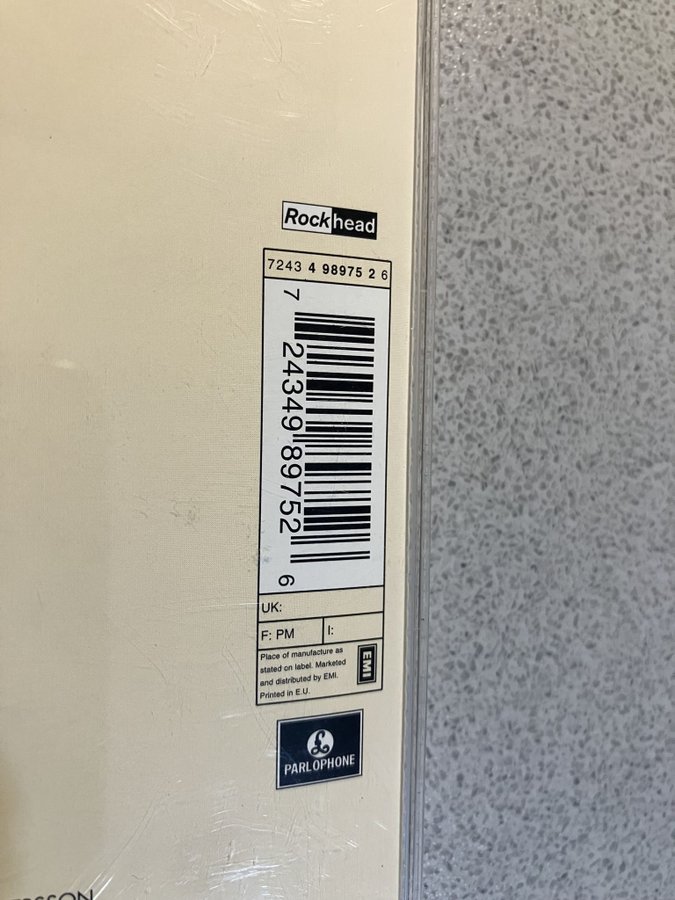 Rockhead
7243 4 98975 2 6
7 24349 89752 6
UK:
F: PM I:
Place of manufacture as
stated on label. Marketed
and distributed by EMI.
Printed in E.U.
EMI
£
PARLOPHONE